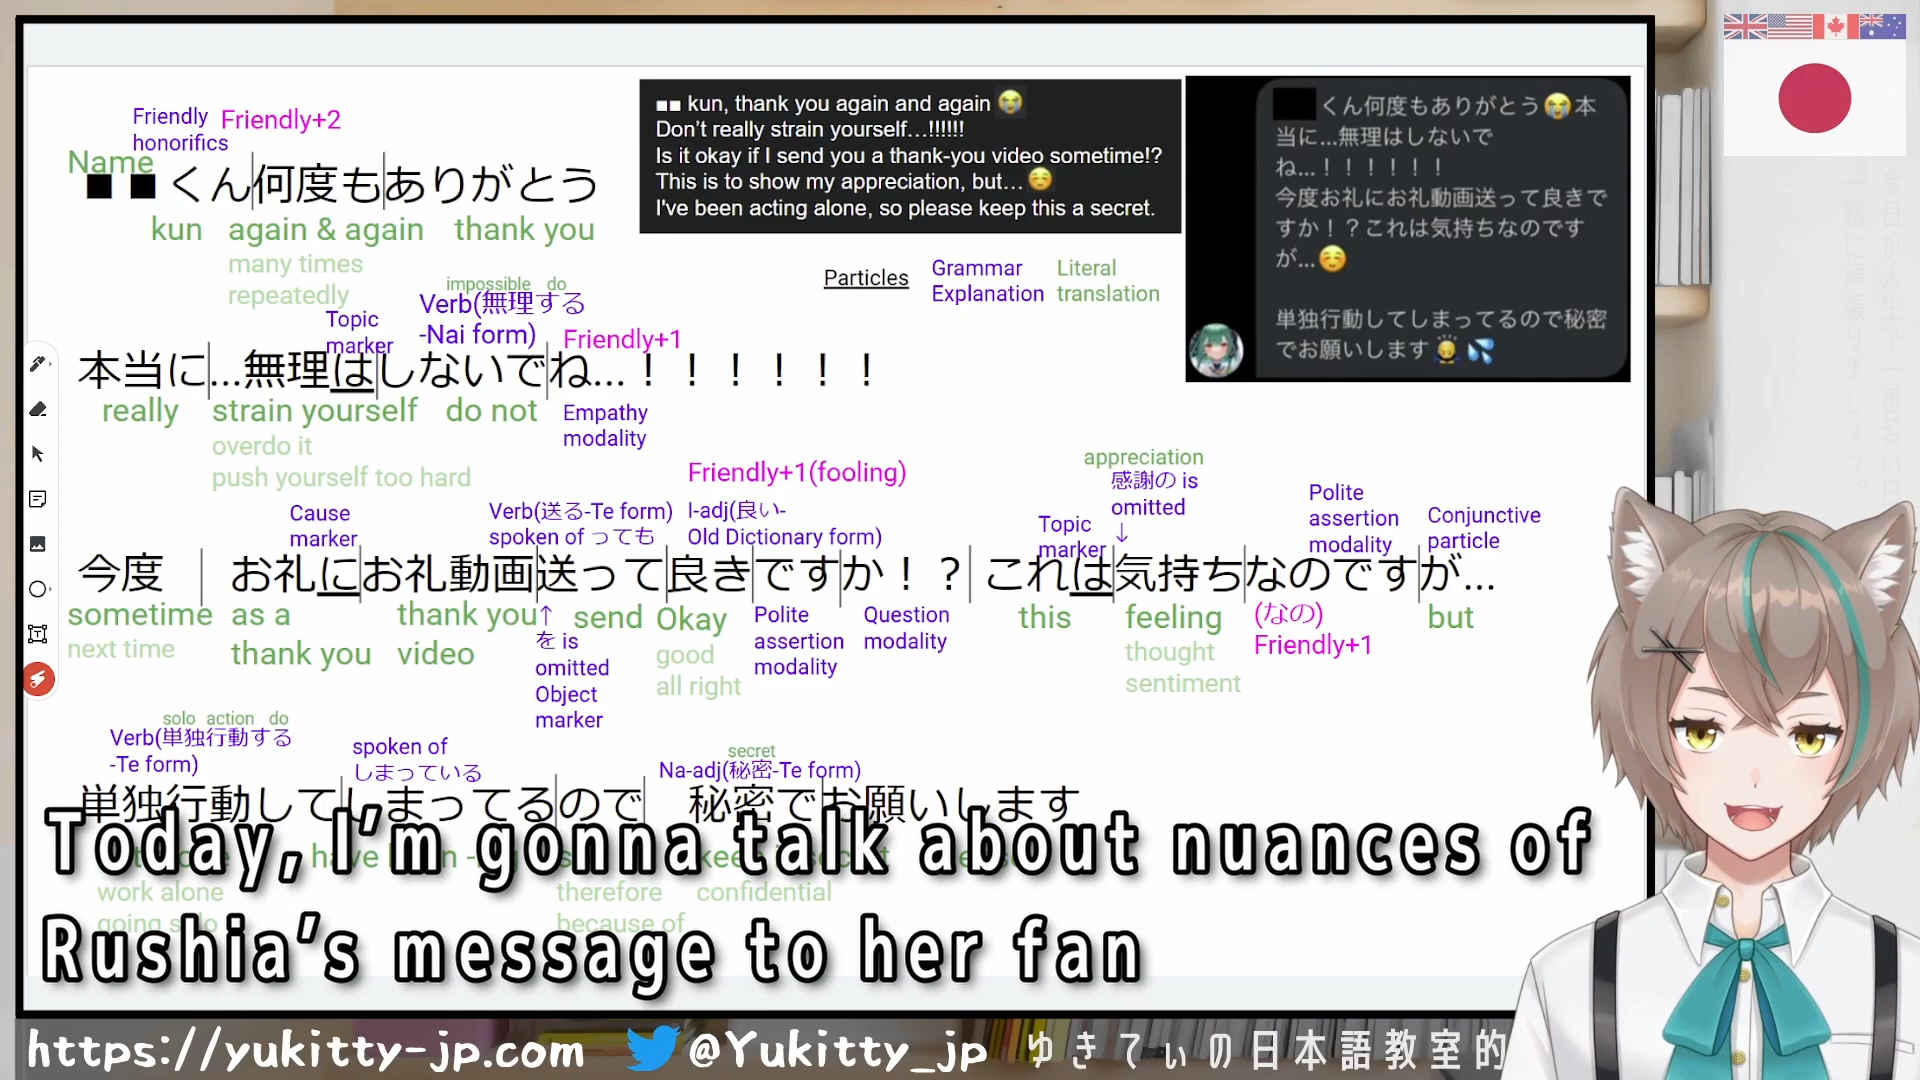 Friendly honorifics
Friendly+2
Name
■■くん何度もありがとう
kun again & again thank you
many times
repeatedly
■■ kun, thank you again and again 😭
Don't really strain yourself…!!!!!!
Is it okay if I send you a thank-you video sometime!?
This is to show my appreciation, but…☺️
I've been acting alone, so please keep this a secret.
くん何度もありがとう😭本
当に…無理はしないで
ね…！！！！！！
今度お礼にお礼動画送って良きで
すか！？これは気持ちなのです
が…☺️
単独行動してしまってるので秘密
でお願いします🙇💦
Particles
Grammar Explanation
Literal translation
impossible do
Verb(無理する
-Nai form)
Topic marker
Friendly+1
本当に…無理はしないでね…！！！！！！
really strain yourself do not
overdo it
push yourself too hard
Empathy modality
Friendly+1(fooling)
appreciation
感謝の is omitted
↓
Cause marker
Verb(送る-Te form)
spoken of っても
I-adj(良い-
Old Dictionary form)
Topic marker
Polite assertion modality
Conjunctive particle
今度 お礼にお礼動画送って良きですか！？ これは気持ちなのですが…
sometime as a thank you thank you video send Okay this feeling but
next time
↑
を is omitted Object marker
good
all right
Polite assertion modality
Question modality
thought
sentiment
(なの)
Friendly+1
solo action do
Verb(単独行動する
-Te form)
spoken of
しまっている
secret
Na-adj(秘密-Te form)
単独行動してしまってるので 秘密でお願いします
work alone
therefore
confidential
because of
Today, I'm gonna talk about nuances of
Rushia's message to her fan
https://yukitty-jp.com
@Yukitty_jp
ゆきてぃの日本語教室的